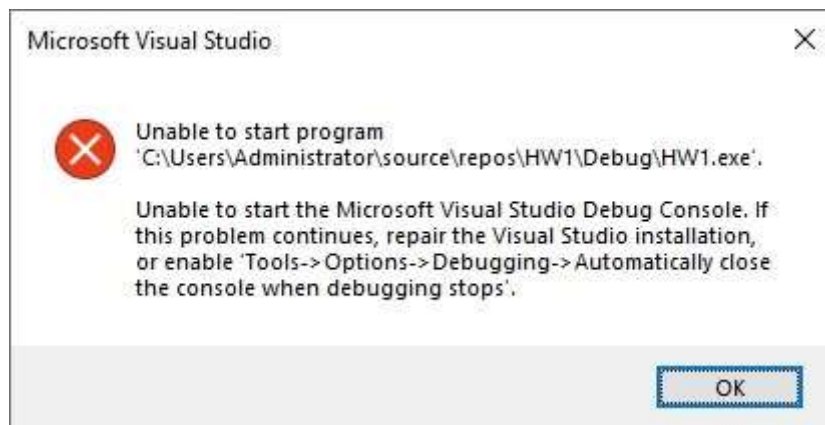 Microsoft Visual Studio
Unable to start program
'C:\Users\Administrator\source\repos\HW1\Debug\HW1.exe'.
Unable to start the Microsoft Visual Studio Debug Console. If
this problem continues, repair the Visual Studio installation,
or enable 'Tools->Options->Debugging->Automatically close
the console when debugging stops'.
OK